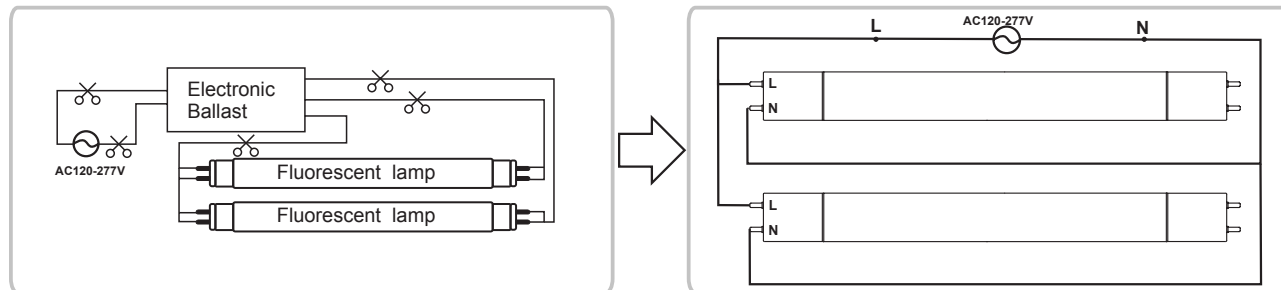 Electronic
Ballast
AC120-277V
Fluorescent lamp
Fluorescent lamp
L
AC120-277V
N
L
N
L
N